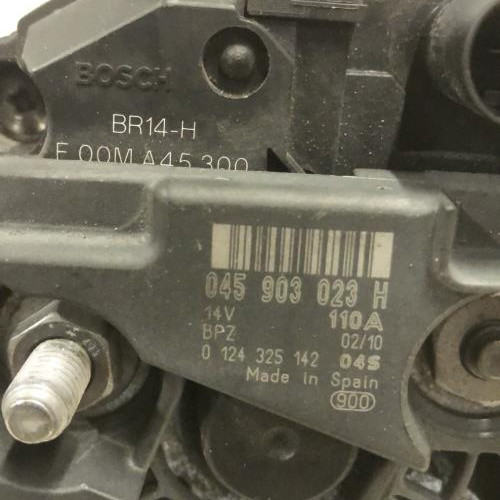 BOSCH
BR14-H
F 00M A45 300
045 903 023 H
14V 110A
BPZ 02/10
0 124 325 142 04S
Made in Spain
900